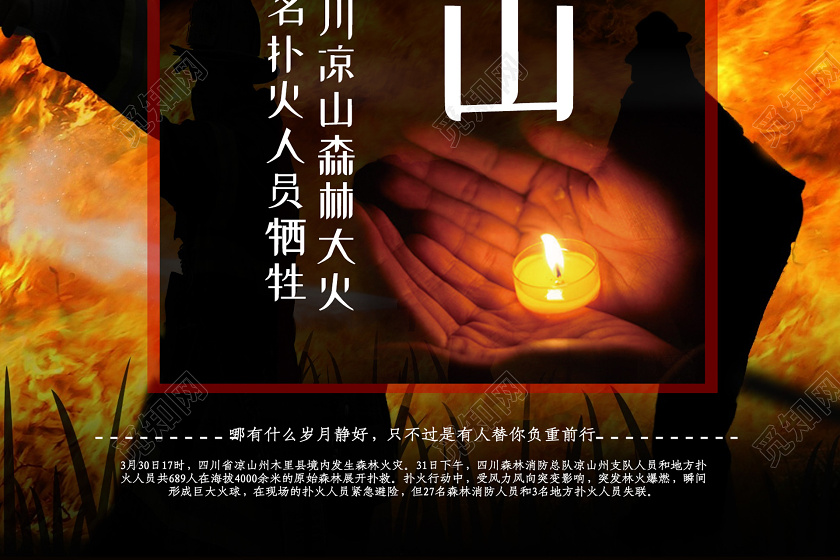 山
川凉山森林大火
名扑火人员牺牲
哪有什么岁月静好，只不过是有人替你负重前行
3月30日17时，四川省凉山州木里县境内发生森林火灾。31日下午，四川森林消防总队凉山州支队人员和地方扑
火人员共689人在海拔4000余米的原始森林展开扑救。扑火行动中，受风力风向突变影响，突发林火爆燃，瞬间
形成巨大火球，在现场的扑火人员紧急避险，但27名森林消防人员和3名地方扑火人员失联。
觅知网